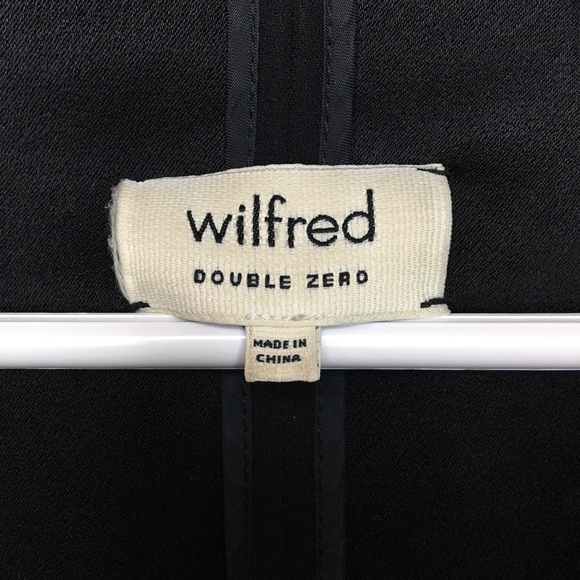 wilfred
DOUBLE ZERO
MADE IN
CHINA